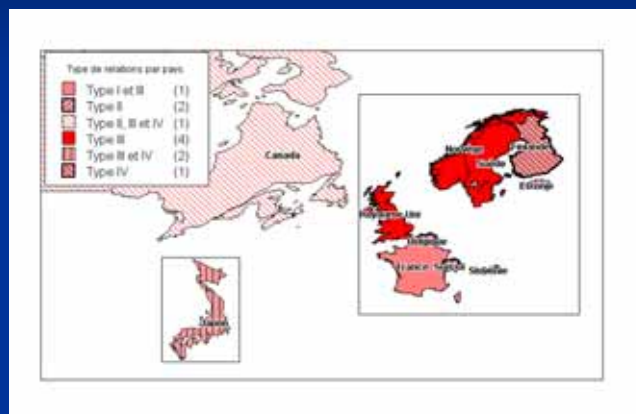 Type de relations par pays
Type I et III (1)
Type II (2)
Type II, III et IV (1)
Type III (4)
Type III et IV (2)
Type IV (1)
Canada
Norvège
Finlande
Suède
Estonie
Royaume Uni
Belgique
France
Slovénie
Japon